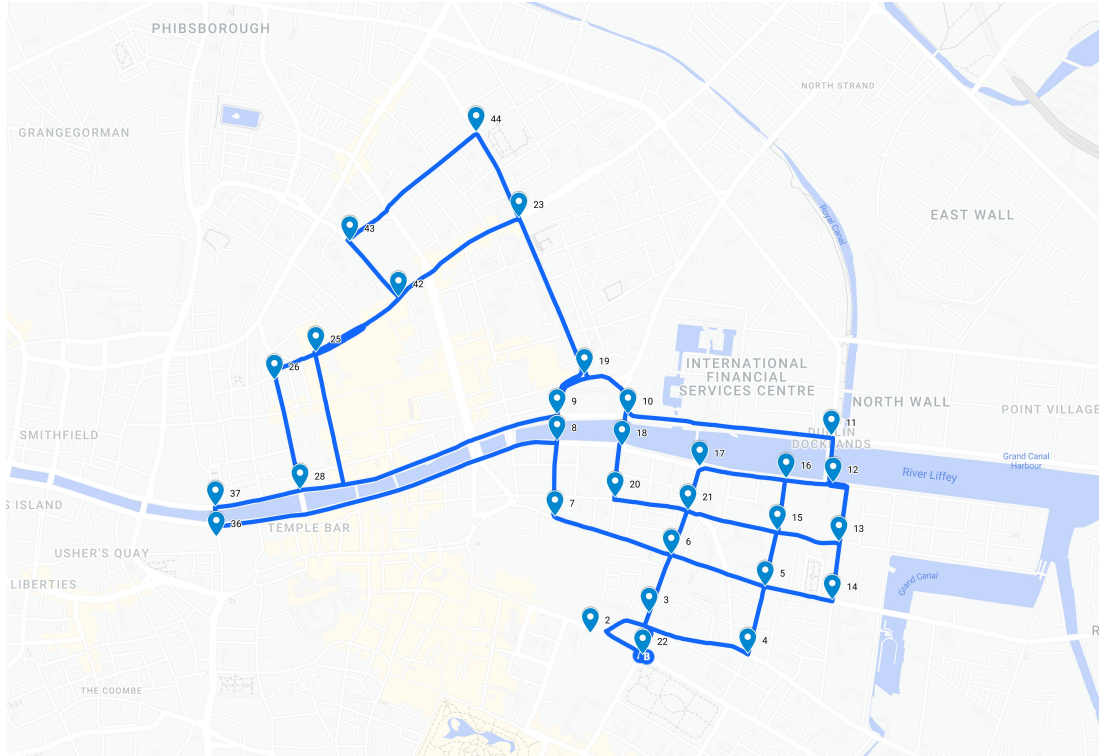 PHIBSBOROUGH
NORTH STRAND
44
GRANGEGORMAN
23
Royal Canal
EAST WALL
43
42
25
26
19
INTERNATIONAL
FINANCIAL
SERVICES CENTRE
9
10
NORTH WALL
POINT VILLAGE
11
8
18
DUBLIN
DOCKLANDS
SMITHFIELD
17
16
12
River Liffey
Grand Canal
Harbour
28
37
20
21
S ISLAND
36
TEMPLE BAR
7
15
13
USHER'S QUAY
6
LIBERTIES
5
14
Grand Canal
3
2
22
4
R
B
THE COOMBE